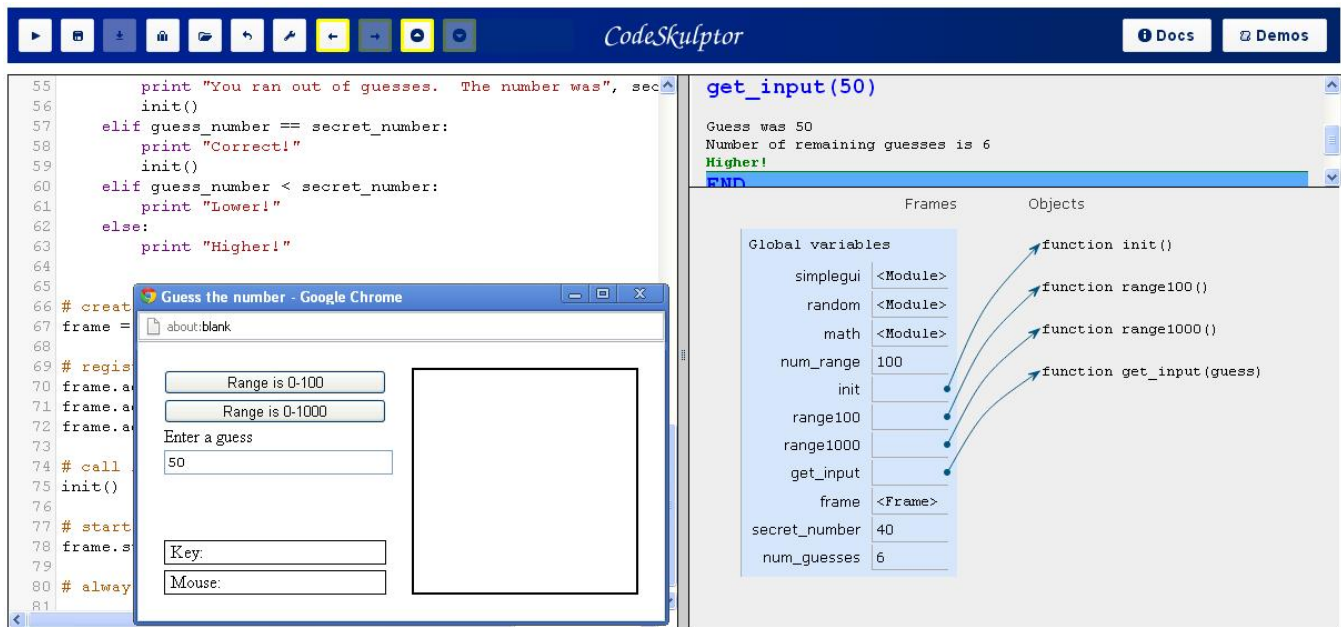 CodeSkulptor
Docs
Demos
55 print "You ran out of guesses.  The number was", sec
56 init()
57 elif guess_number == secret_number:
58 print "Correct!"
59 init()
60 elif guess_number < secret_number:
61 print "Lower!"
62 else:
63 print "Higher!"
64
65
66 # creat
67 frame =
68
69 # regis
70 frame.a
71 frame.a
72 frame.a
73
74 # call
75 init()
76
77 # start
78 frame.s
79
80 # alway
81
Guess the number - Google Chrome
about:blank
Range is 0-100
Range is 0-1000
Enter a guess
50
Key:
Mouse:
get_input(50)
Guess was 50
Number of remaining guesses is 6
Higher!
END
Frames Objects
Global variables
simplegui <Module>
random <Module>
math <Module>
num_range 100
init
range100
range1000
get_input
frame <Frame>
secret_number 40
num_guesses 6
function init()
function range100()
function range1000()
function get_input(guess)